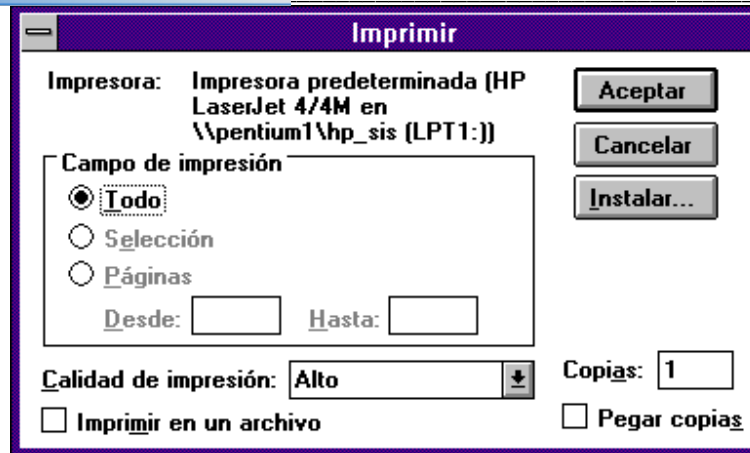 Imprimir
Impresora: Impresora predeterminada (HP
LaserJet 4/4M en
\\pentium1\hp_sis (LPT1:))
Aceptar
Cancelar
Instalar...
Campo de impresión
Todo
Selección
Páginas
Desde: Hasta:
Calidad de impresión: Alto
Copias: 1
Imprimir en un archivo
Pegar copias